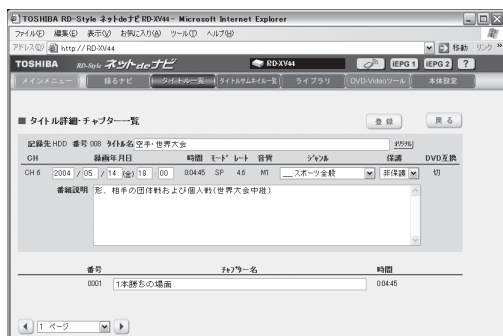 TOSHIBA RD-Style ネットdeナビ RD-XV44 - Microsoft Internet Explorer
ファイル(F) 編集(E) 表示(V) お気に入り(A) ツール(T) ヘルプ(H)
アドレス(D) http://RD-XV44 移動 リンク »
TOSHIBA RD-Style ネットdeナビ RD-XV44 iEPG 1 iEPG 2 ?
メインメニュー 録るナビ タイトル一覧 タイトルサムネイル一覧 ライブラリ DVD-Videoツール 本体設定
■ タイトル詳細・チャプター一覧 登録 戻る
記録先 HDD 番号 008 タイトル名 空手・世界大会 オリジナル
CH 録画年月日 時間 モード レート 音質 ジャンル 保護 DVD互換
CH 6 2004 / 05 / 14 (金) 18 : 00 0:04:45 SP 4.6 M1 __スポーツ全般 非保護 切
番組説明 形、相手の団体戦および個人戦(世界大会中継)
番号 チャプター名 時間
0001 1本勝ちの場面 0:04:45
1 ページ